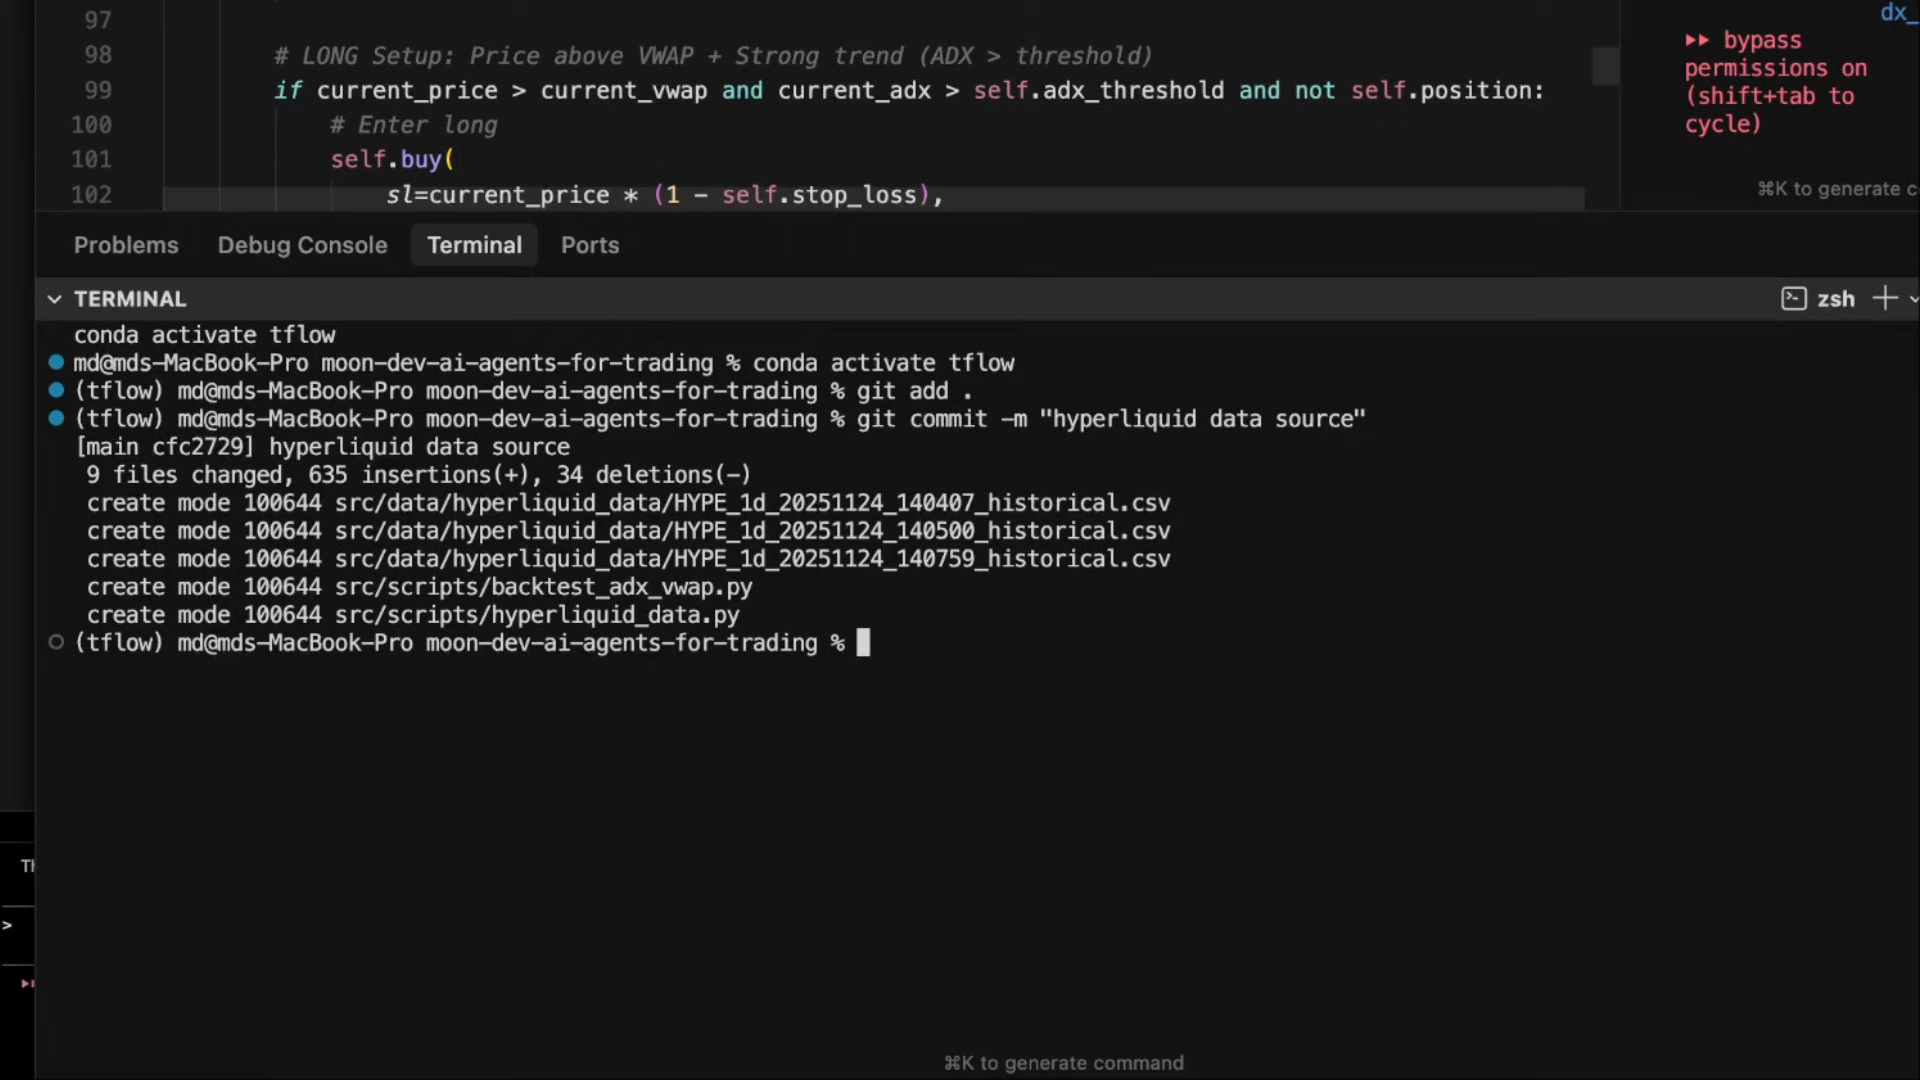 97
98 # LONG Setup: Price above VWAP + Strong trend (ADX > threshold)
99 if current_price > current_vwap and current_adx > self.adx_threshold and not self.position:
100 # Enter long
101 self.buy(
102 sl=current_price * (1 - self.stop_loss),
dx_
▸▸ bypass
permissions on
(shift+tab to
cycle)
⌘K to generate c
Problems Debug Console Terminal Ports
TERMINAL
zsh
conda activate tflow
md@mds-MacBook-Pro moon-dev-ai-agents-for-trading % conda activate tflow
(tflow) md@mds-MacBook-Pro moon-dev-ai-agents-for-trading % git add .
(tflow) md@mds-MacBook-Pro moon-dev-ai-agents-for-trading % git commit -m "hyperliquid data source"
[main cfc2729] hyperliquid data source
9 files changed, 635 insertions(+), 34 deletions(-)
create mode 100644 src/data/hyperliquid_data/HYPE_1d_20251124_140407_historical.csv
create mode 100644 src/data/hyperliquid_data/HYPE_1d_20251124_140500_historical.csv
create mode 100644 src/data/hyperliquid_data/HYPE_1d_20251124_140759_historical.csv
create mode 100644 src/scripts/backtest_adx_vwap.py
create mode 100644 src/scripts/hyperliquid_data.py
(tflow) md@mds-MacBook-Pro moon-dev-ai-agents-for-trading %
Th
>
⌘K to generate command